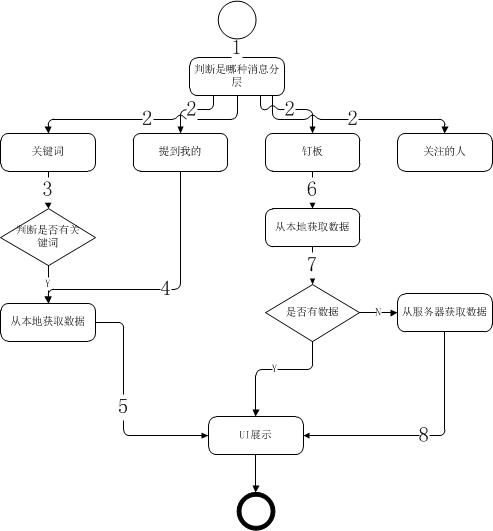 1
判断是哪种消息分
层
2
2
2
2
关键词
提到我的
钉板
关注的人
3
6
判断是否有关
键词
从本地获取数据
7
Y
4
从本地获取数据
是否有数据
N
从服务器获取数据
Y
5
UI展示
8